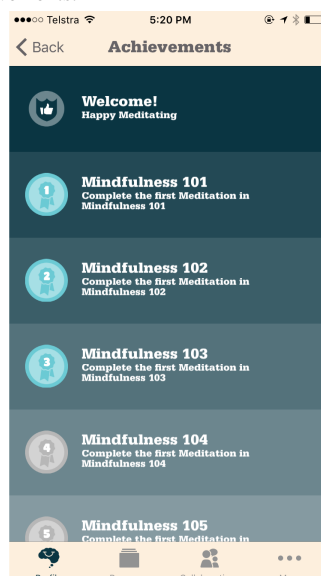 Telstra
5:20 PM
Back
Achievements
Welcome!
Happy Meditating
1
Mindfulness 101
Complete the first Meditation in
Mindfulness 101
2
Mindfulness 102
Complete the first Meditation in
Mindfulness 102
3
Mindfulness 103
Complete the first Meditation in
Mindfulness 103
4
Mindfulness 104
Complete the first Meditation in
Mindfulness 104
5
Mindfulness 105
Complete the first Meditation in